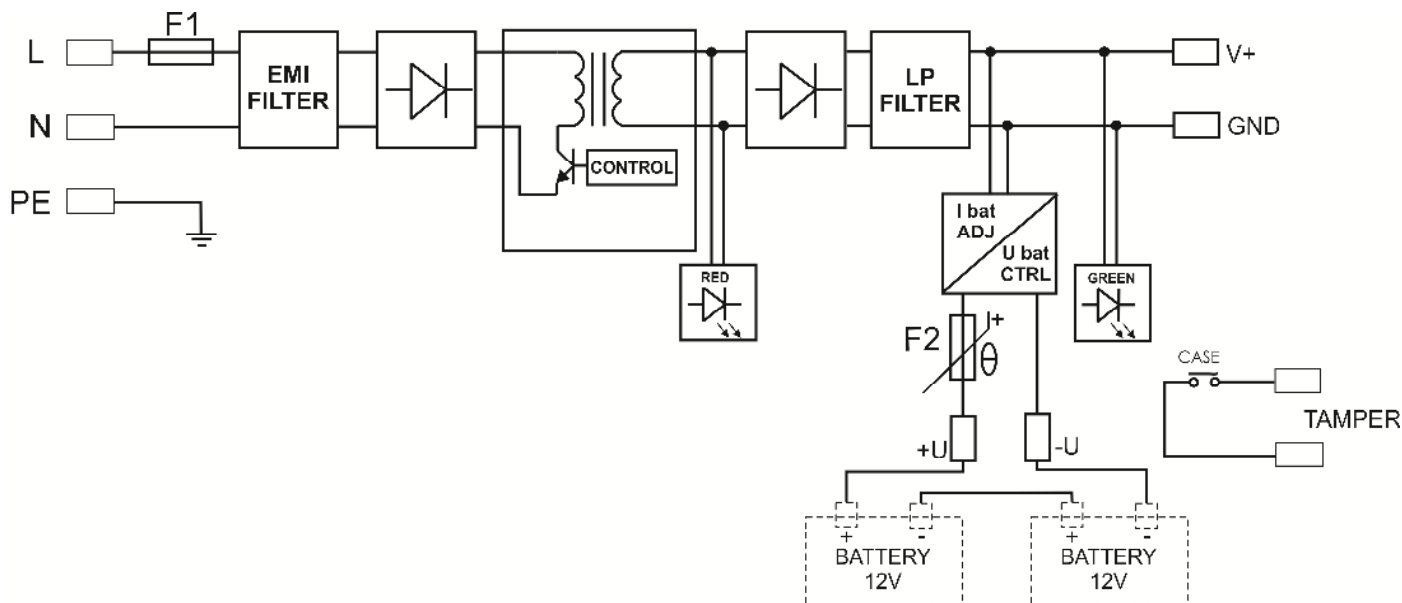 F1
L
N
PE
EMI
FILTER
CONTROL
RED
LP
FILTER
V+
GND
I bat
ADJ
U bat
CTRL
GREEN
F2
I+
θ
+U
-U
CASE
TAMPER
+
-
BATTERY
12V
+
-
BATTERY
12V